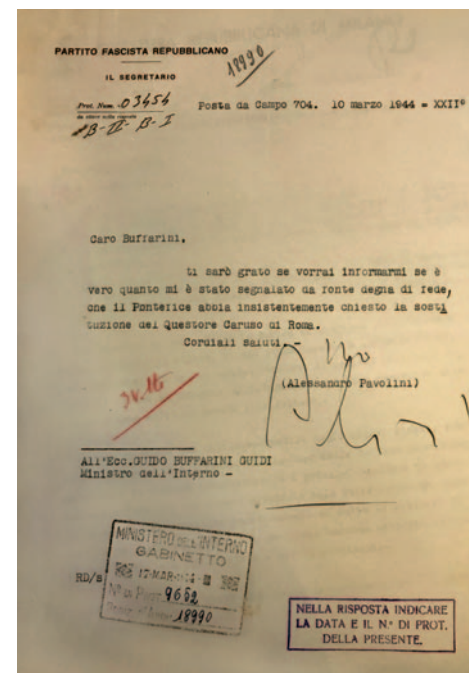 PARTITO FASCISTA REPUBBLICANO
18990
IL SEGRETARIO
Prot. Num. 03454
B-II-B-I
Posta da Campo 704. 10 marzo 1944 = XXII°
Caro Buffarini,
ti sarò grato se vorrai informarmi se è
vero quanto mi è stato segnalato da fonte degna di fede,
che il Pontefice abbia insistentemente chiesto la sosti
tuzione del Questore Caruso di Roma.
Cordiali saluti. -
(Alessandro Pavolini)
All'Ecc.GUIDO BUFFARINI GUIDI
Ministro dell'Interno -
MINISTERO DELL'INTERNO
GABINETTO
RD/s
N° di Prot. 9652
18990
NELLA RISPOSTA INDICARE
LA DATA E IL N.° DI PROT.
DELLA PRESENTE.